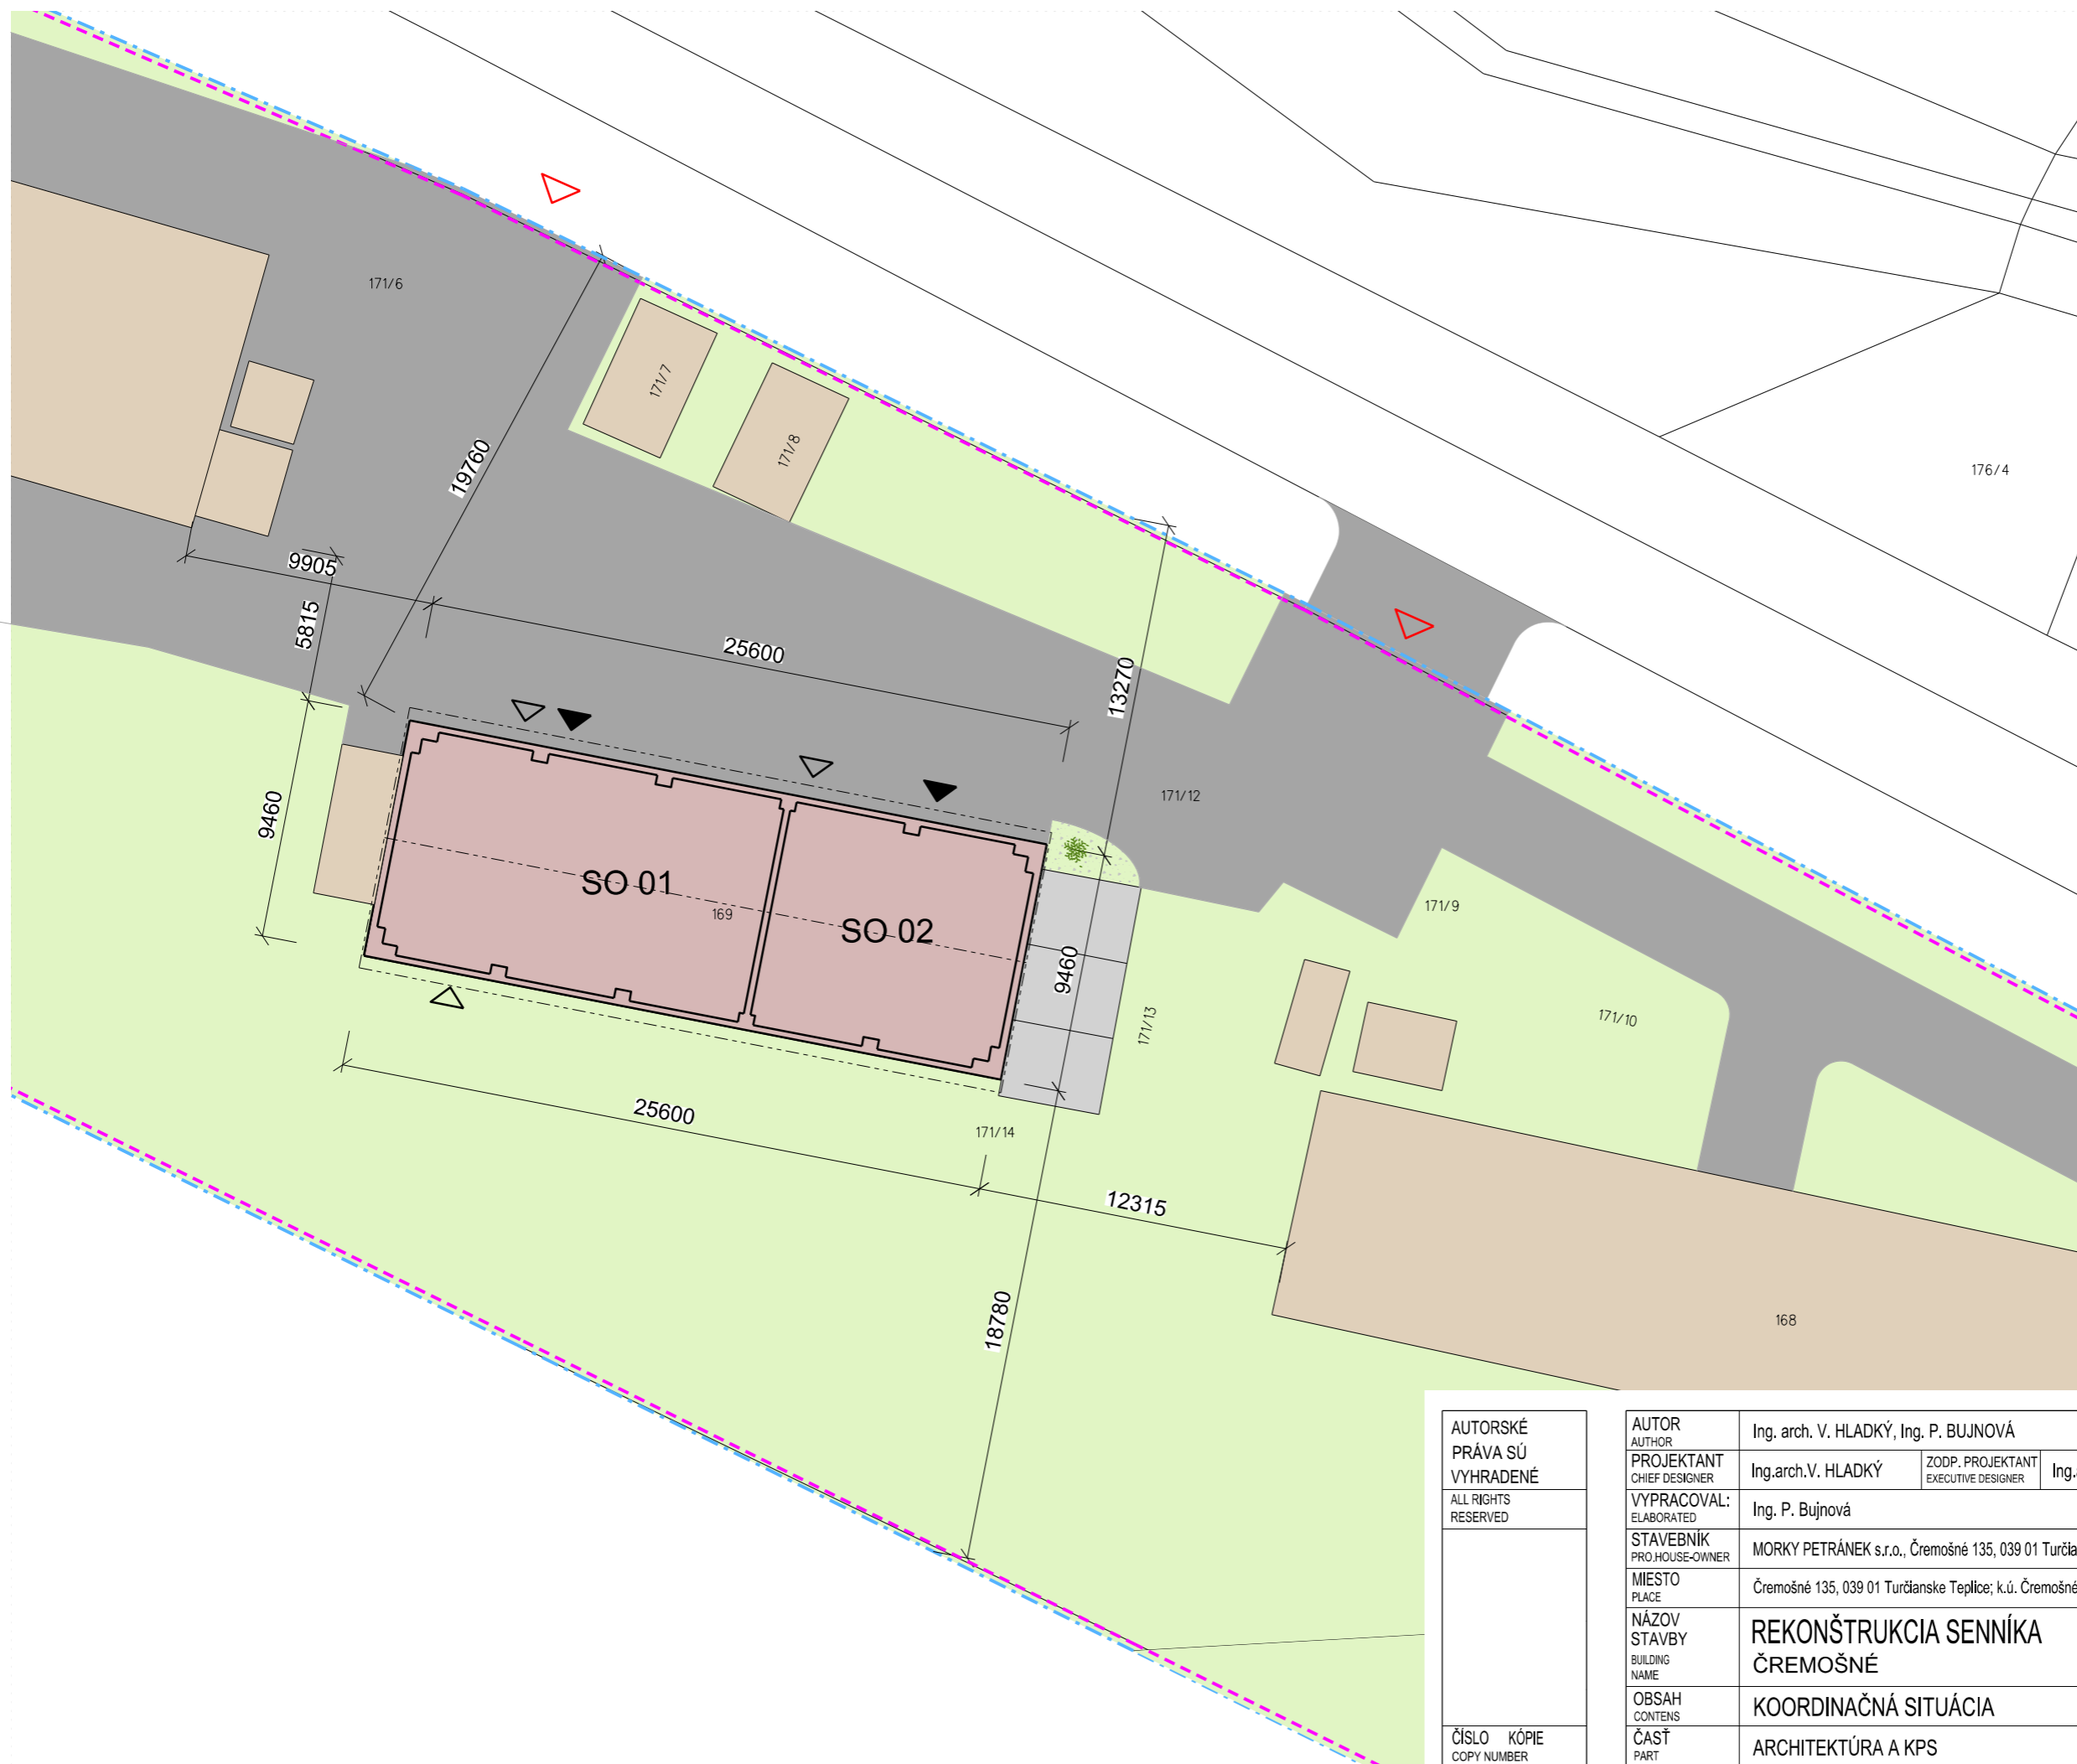 171/6
171/7
171/8
176/4
19760
9905
5815
25600
13270
171/12
9460
SO 01
169
SO 02
171/9
9460
171/13
171/10
25600
171/14
12315
18780
168
AUTORSKÉ
PRÁVA SÚ
VYHRADENÉ
ALL RIGHTS
RESERVED
ČÍSLO KÓPIE
COPY NUMBER
AUTOR
AUTHOR
Ing. arch. V. HLADKÝ, Ing. P. BUJNOVÁ
PROJEKTANT
CHIEF DESIGNER
Ing.arch.V. HLADKÝ
ZODP. PROJEKTANT
EXECUTIVE DESIGNER
Ing.
VYPRACOVAL:
ELABORATED
Ing. P. Bujnová
STAVEBNÍK
PRO.HOUSE-OWNER
MORKY PETRÁNEK s.r.o., Čremošné 135, 039 01 Turčia
MIESTO
PLACE
Čremošné 135, 039 01 Turčianske Teplice; k.ú. Čremošné
NÁZOV
STAVBY
BUILDING
NAME
REKONŠTRUKCIA SENNÍKA
ČREMOŠNÉ
OBSAH
CONTENS
KOORDINAČNÁ SITUÁCIA
ČASŤ
PART
ARCHITEKTÚRA A KPS